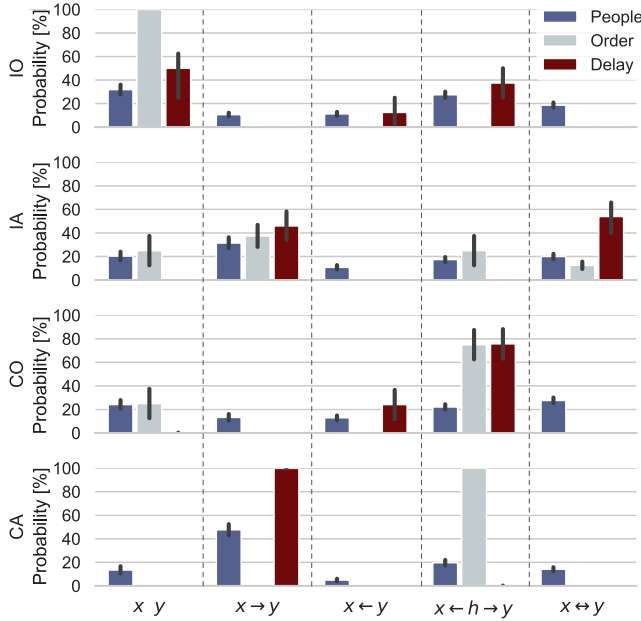 People
Order
Delay
IO
Probability [%]
100
80
60
40
20
0
IA
Probability [%]
100
80
60
40
20
0
CO
Probability [%]
100
80
60
40
20
0
CA
Probability [%]
100
80
60
40
20
0
x y
x → y
x ← y
x ← h → y
x ↔ y